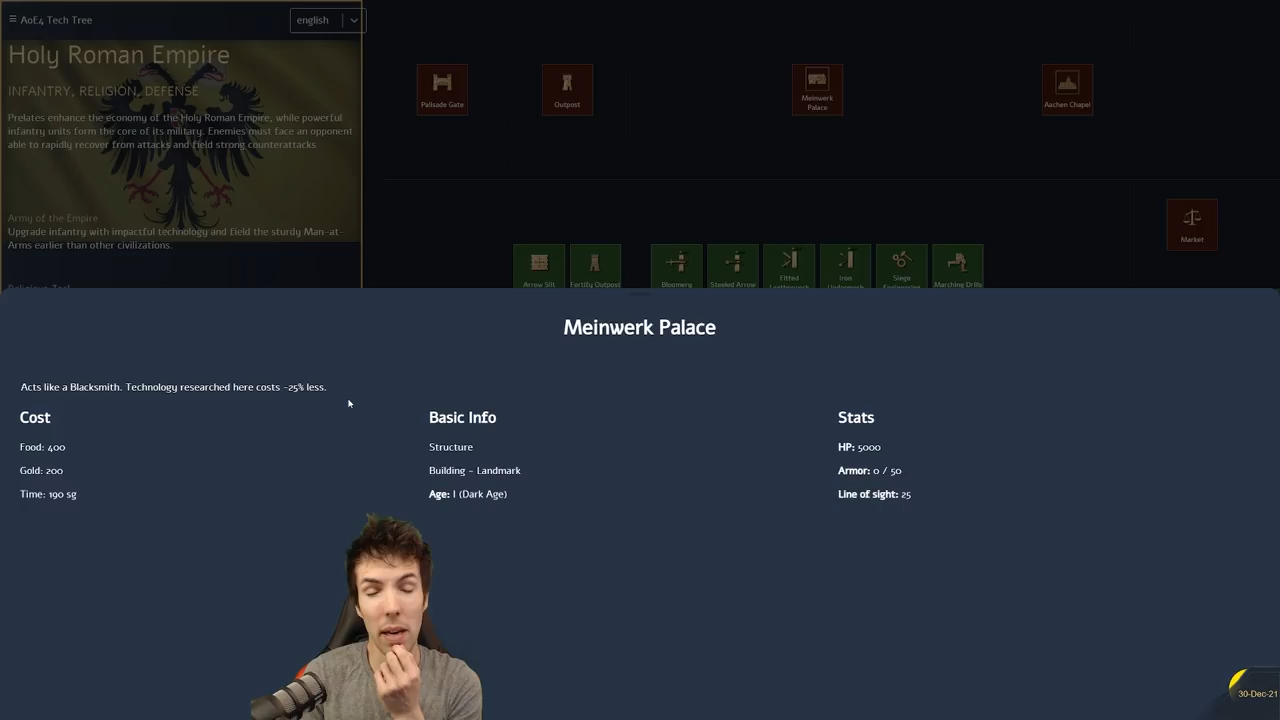 AoE4 Tech Tree
english
Holy Roman Empire
INFANTRY, RELIGION, DEFENSE
Prelates enhance the economy of the Holy Roman Empire, while powerful
infantry units form the core of its military. Enemies must face an opponent
able to rapidly recover from attacks and field strong counterattacks
Army of the Empire
Upgrade infantry with impactful technology and field the sturdy Man-at-
Arms earlier than other civilizations.
Palisade Gate
Outpost
Meinwerk
Palace
Aachen Chapel
Market
Arrow Slit
Fortify Outpost
Bloomery
Steeled Arrow
Fitted
Leatherwork
Iron
Undermesh
Siege
Engineering
Marching Drills
Meinwerk Palace
Acts like a Blacksmith. Technology researched here costs -25% less.
Cost
Food: 400
Gold: 200
Time: 190 sg
Basic Info
Structure
Building - Landmark
Age: I (Dark Age)
Stats
HP: 5000
Armor: 0 / 50
Line of sight: 25
30-Dec-21